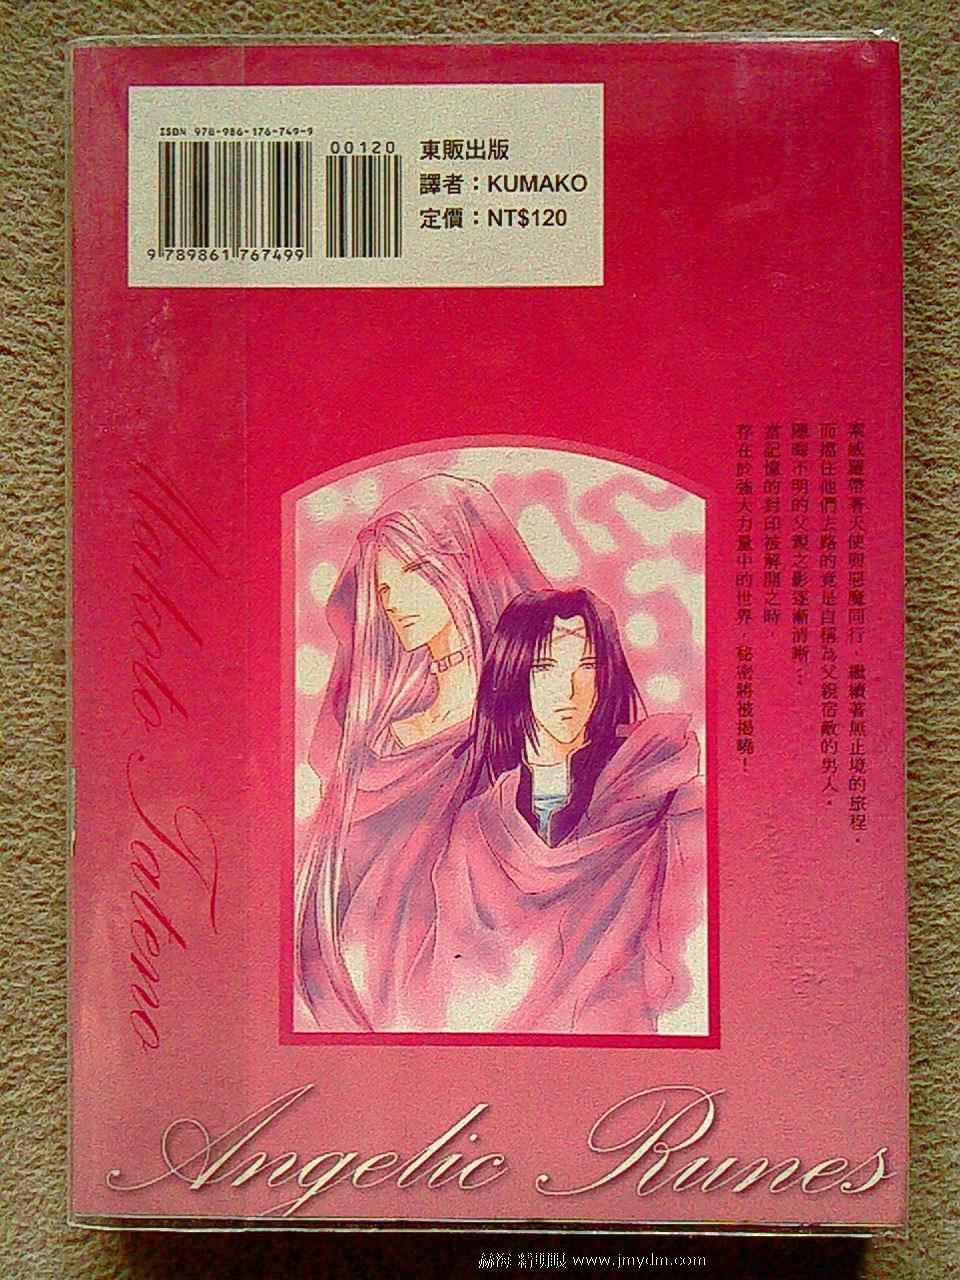 ISBN 978-986-176-749-9
00120
9 789861 767499
東販出版
譯者：KUMAKO
定價：NT$120
索威羅帶著天使與惡魔同行，繼續著無止境的旅程。
而擋住他們去路的竟是自稱為父親宿敵的男人。
隱晦不明的父親之影逐漸清晰…
當記憶的封印被解開之時，
存在於強大力量中的世界，秘密將被揭曉！
Makoto Tateno
Angelic Runes
www.jmydm.com